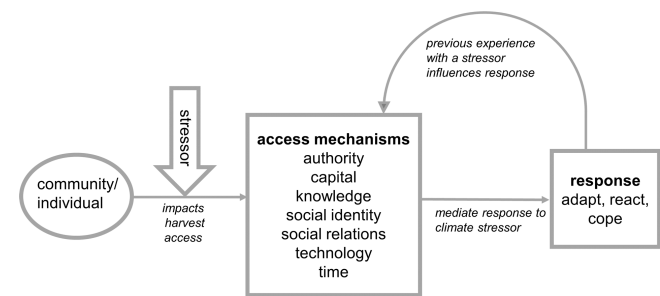 previous experience
with a stressor
influences response
stressor
community/
individual
impacts
harvest
access
access mechanisms
authority
capital
knowledge
social identity
social relations
technology
time
mediate response to
climate stressor
response
adapt, react,
cope